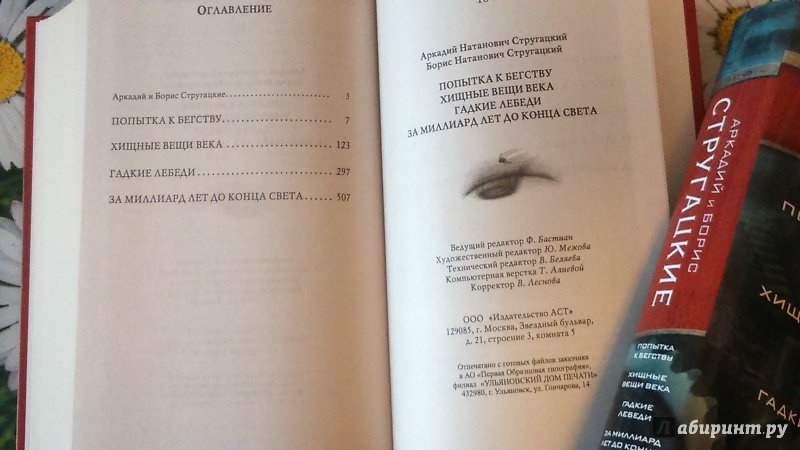 ОГЛАВЛЕНИЕ
Аркадий и Борис Стругацкие 3
ПОПЫТКА К БЕГСТВУ 7
ХИЩНЫЕ ВЕЩИ ВЕКА 123
ГАДКИЕ ЛЕБЕДИ 297
ЗА МИЛЛИАРД ЛЕТ ДО КОНЦА СВЕТА 507
Аркадий Натанович Стругацкий
Борис Натанович Стругацкий
ПОПЫТКА К БЕГСТВУ
ХИЩНЫЕ ВЕЩИ ВЕКА
ГАДКИЕ ЛЕБЕДИ
ЗА МИЛЛИАРД ЛЕТ ДО КОНЦА СВЕТА
Ведущий редактор Ф. Бастиан
Художественный редактор Ю. Межова
Технический редактор В. Беляева
Компьютерная верстка Т. Алиевой
Корректор В. Леснова
ООО «Издательство АСТ»
129085, г. Москва, Звездный бульвар,
д. 21, строение 3, комната 5
Отпечатано с готовых файлов заказчика
в АО «Первая Образцовая типография»,
филиал «УЛЬЯНОВСКИЙ ДОМ ПЕЧАТИ»
432980, г. Ульяновск, ул. Гончарова, 14
АРКАДИЙ И БОРИС
СТРУГАЦКИЕ
ПОПЫТКА
К БЕГСТВУ
ХИЩНЫЕ
ВЕЩИ ВЕКА
ГАДКИЕ
ЛЕБЕДИ
ЗА МИЛЛИАРД
ЛЕТ ДО КОНЦА
Лабиринт.ру